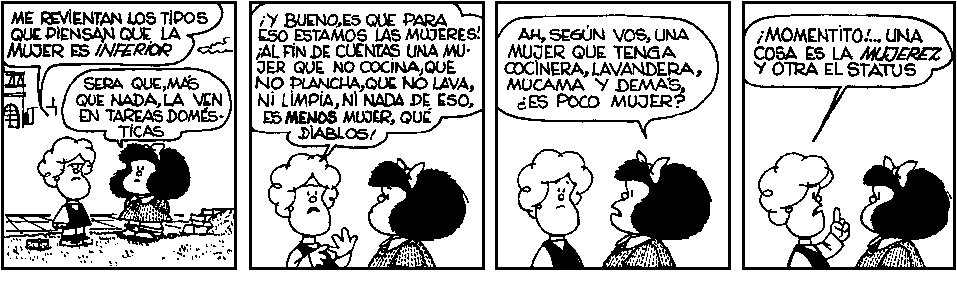 ME REVIENTAN LOS TIPOS
QUE PIENSAN QUE LA
MUJER ES INFERIOR
SERA QUE, MÁS
QUE NADA, LA VEN
EN TAREAS DOMÉS-
TICAS
¡Y BUENO, ES QUE PARA
ESO ESTAMOS LAS MUJERES!
¡AL FIN DE CUENTAS UNA MU-
JER QUE NO COCINA, QUE
NO PLANCHA, QUE NO LAVA,
NI LIMPIA, NI NADA DE ESO,
ES MENOS MUJER, QUÉ
DIABLOS!
AH, SEGÚN VOS, UNA
MUJER QUE TENGA
COCINERA, LAVANDERA,
MUCAMA Y DEMÁS,
¿ES POCO MUJER?
¡MOMENTITO!... UNA
COSA ES LA MUJEREZ
Y OTRA EL STATUS